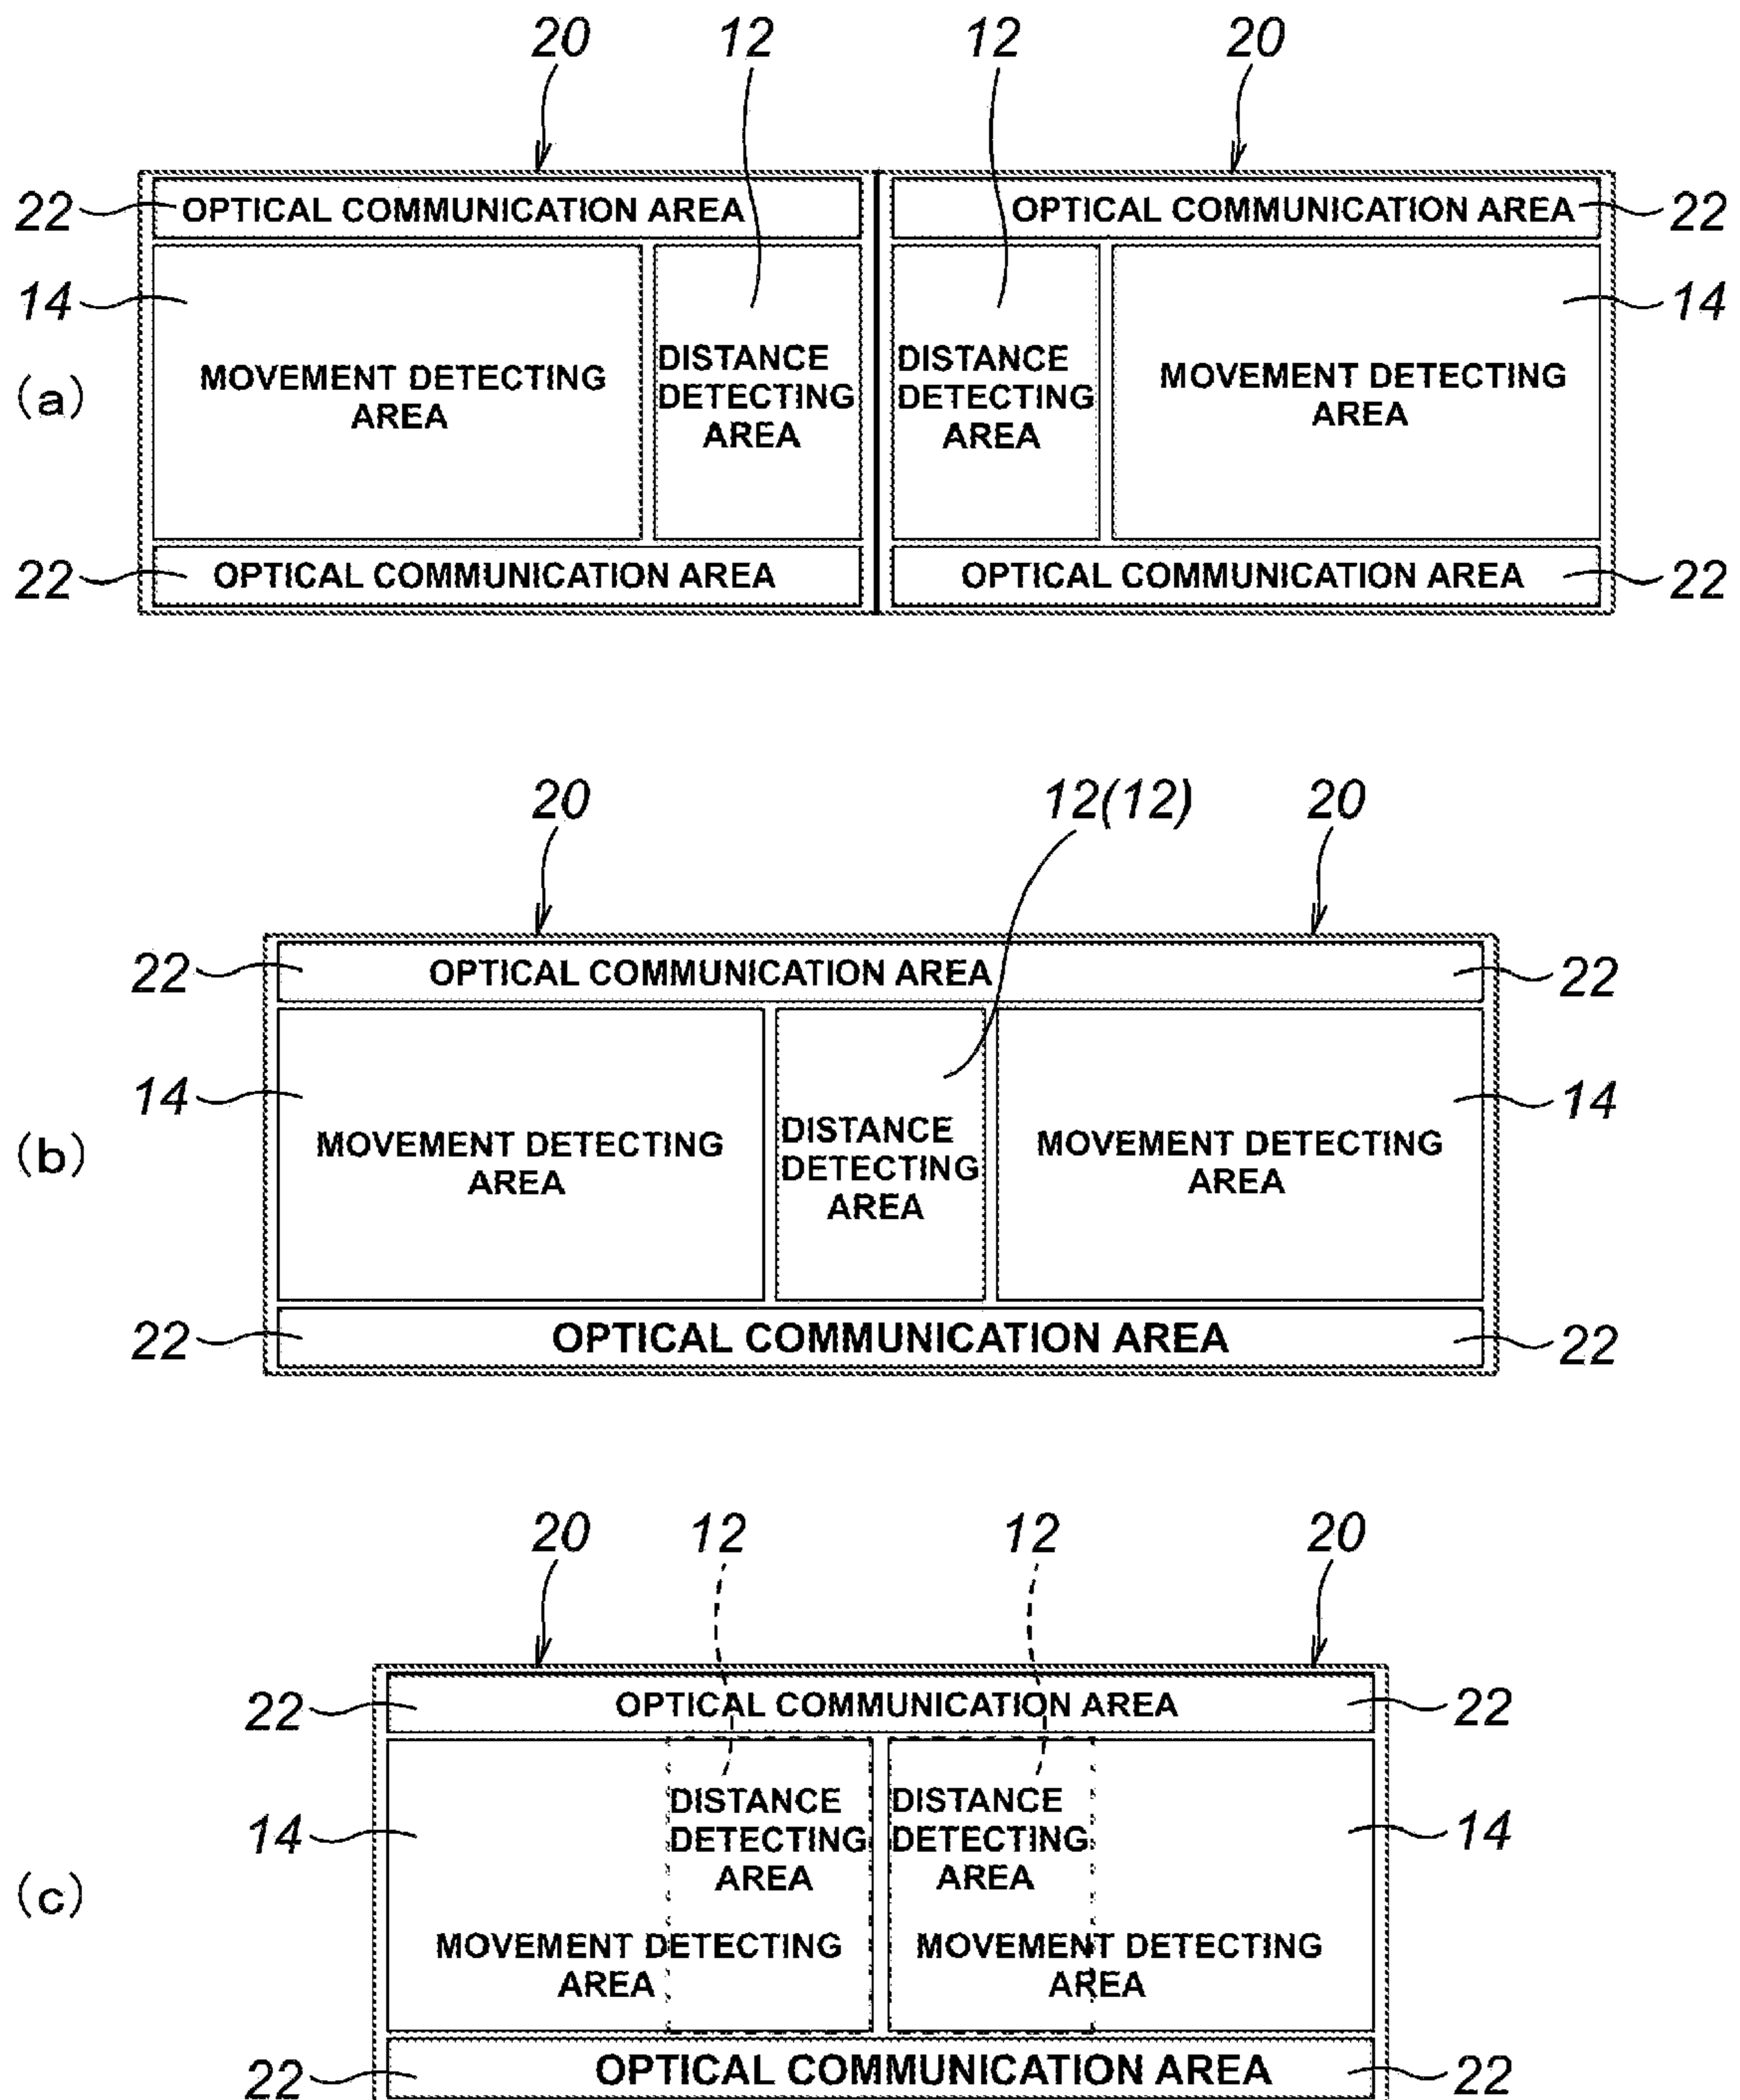 20 12 12 20
22 OPTICAL COMMUNICATION AREA OPTICAL COMMUNICATION AREA 22
14 14
MOVEMENT DETECTING AREA DISTANCE DETECTING AREA DISTANCE DETECTING AREA MOVEMENT DETECTING AREA
(a)
22 OPTICAL COMMUNICATION AREA OPTICAL COMMUNICATION AREA 22
20 12(12) 20
22 OPTICAL COMMUNICATION AREA 22
14 14
MOVEMENT DETECTING AREA DISTANCE DETECTING AREA MOVEMENT DETECTING AREA
(b)
22 OPTICAL COMMUNICATION AREA 22
20 12 12 20
22 OPTICAL COMMUNICATION AREA 22
DISTANCE DETECTING AREA DISTANCE DETECTING AREA
14 14
(c)
MOVEMENT DETECTING AREA MOVEMENT DETECTING AREA
22 OPTICAL COMMUNICATION AREA 22